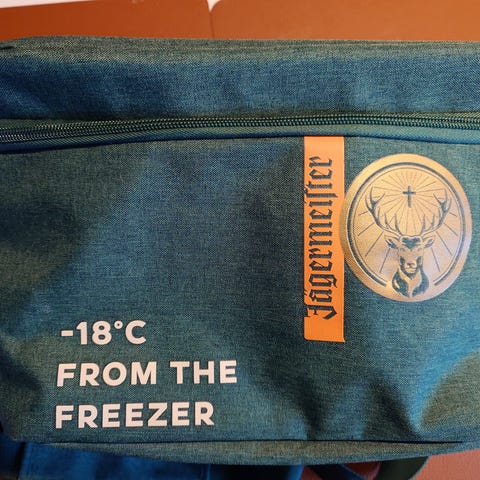 Jägermeiſter
-18°C
FROM THE
FREEZER